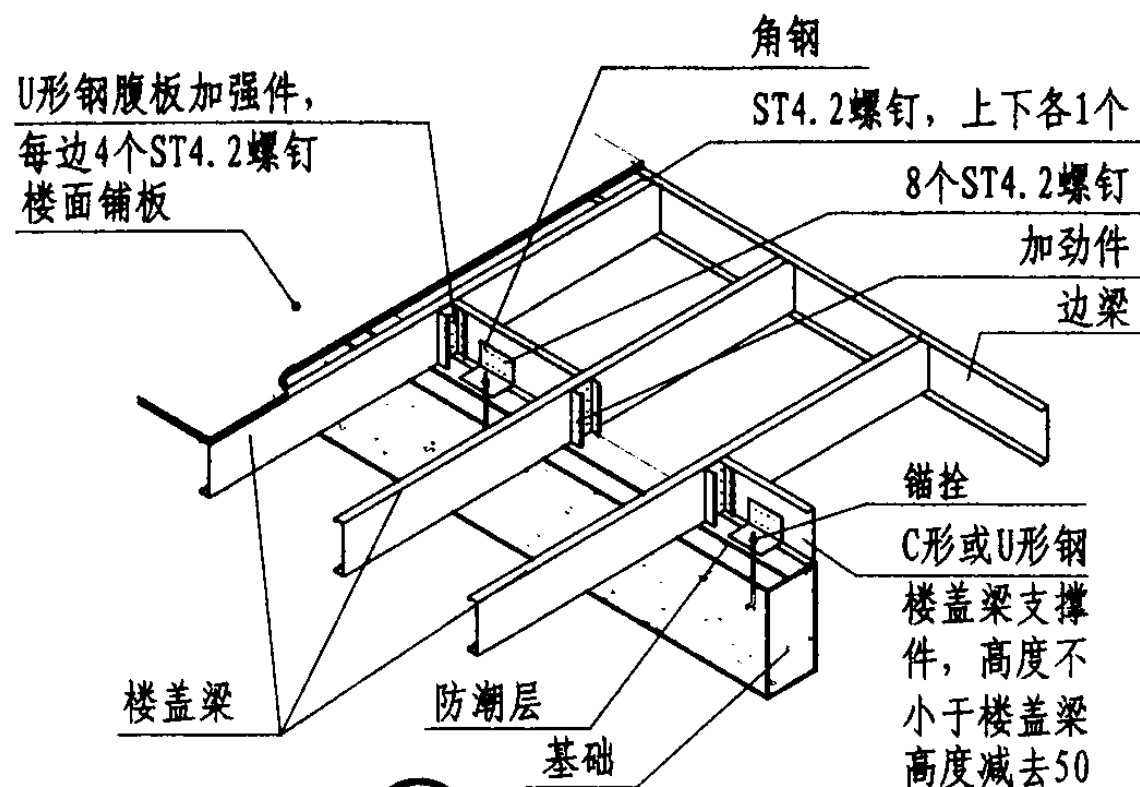 角钢
U形钢腹板加强件，
每边4个ST4.2螺钉
楼面铺板
ST4.2螺钉，上下各1个
8个ST4.2螺钉
加劲件
边梁
锚拴
C形或U形钢
楼盖梁支撑
件，高度不
小于楼盖梁
高度减去50
楼盖梁
防潮层
基础